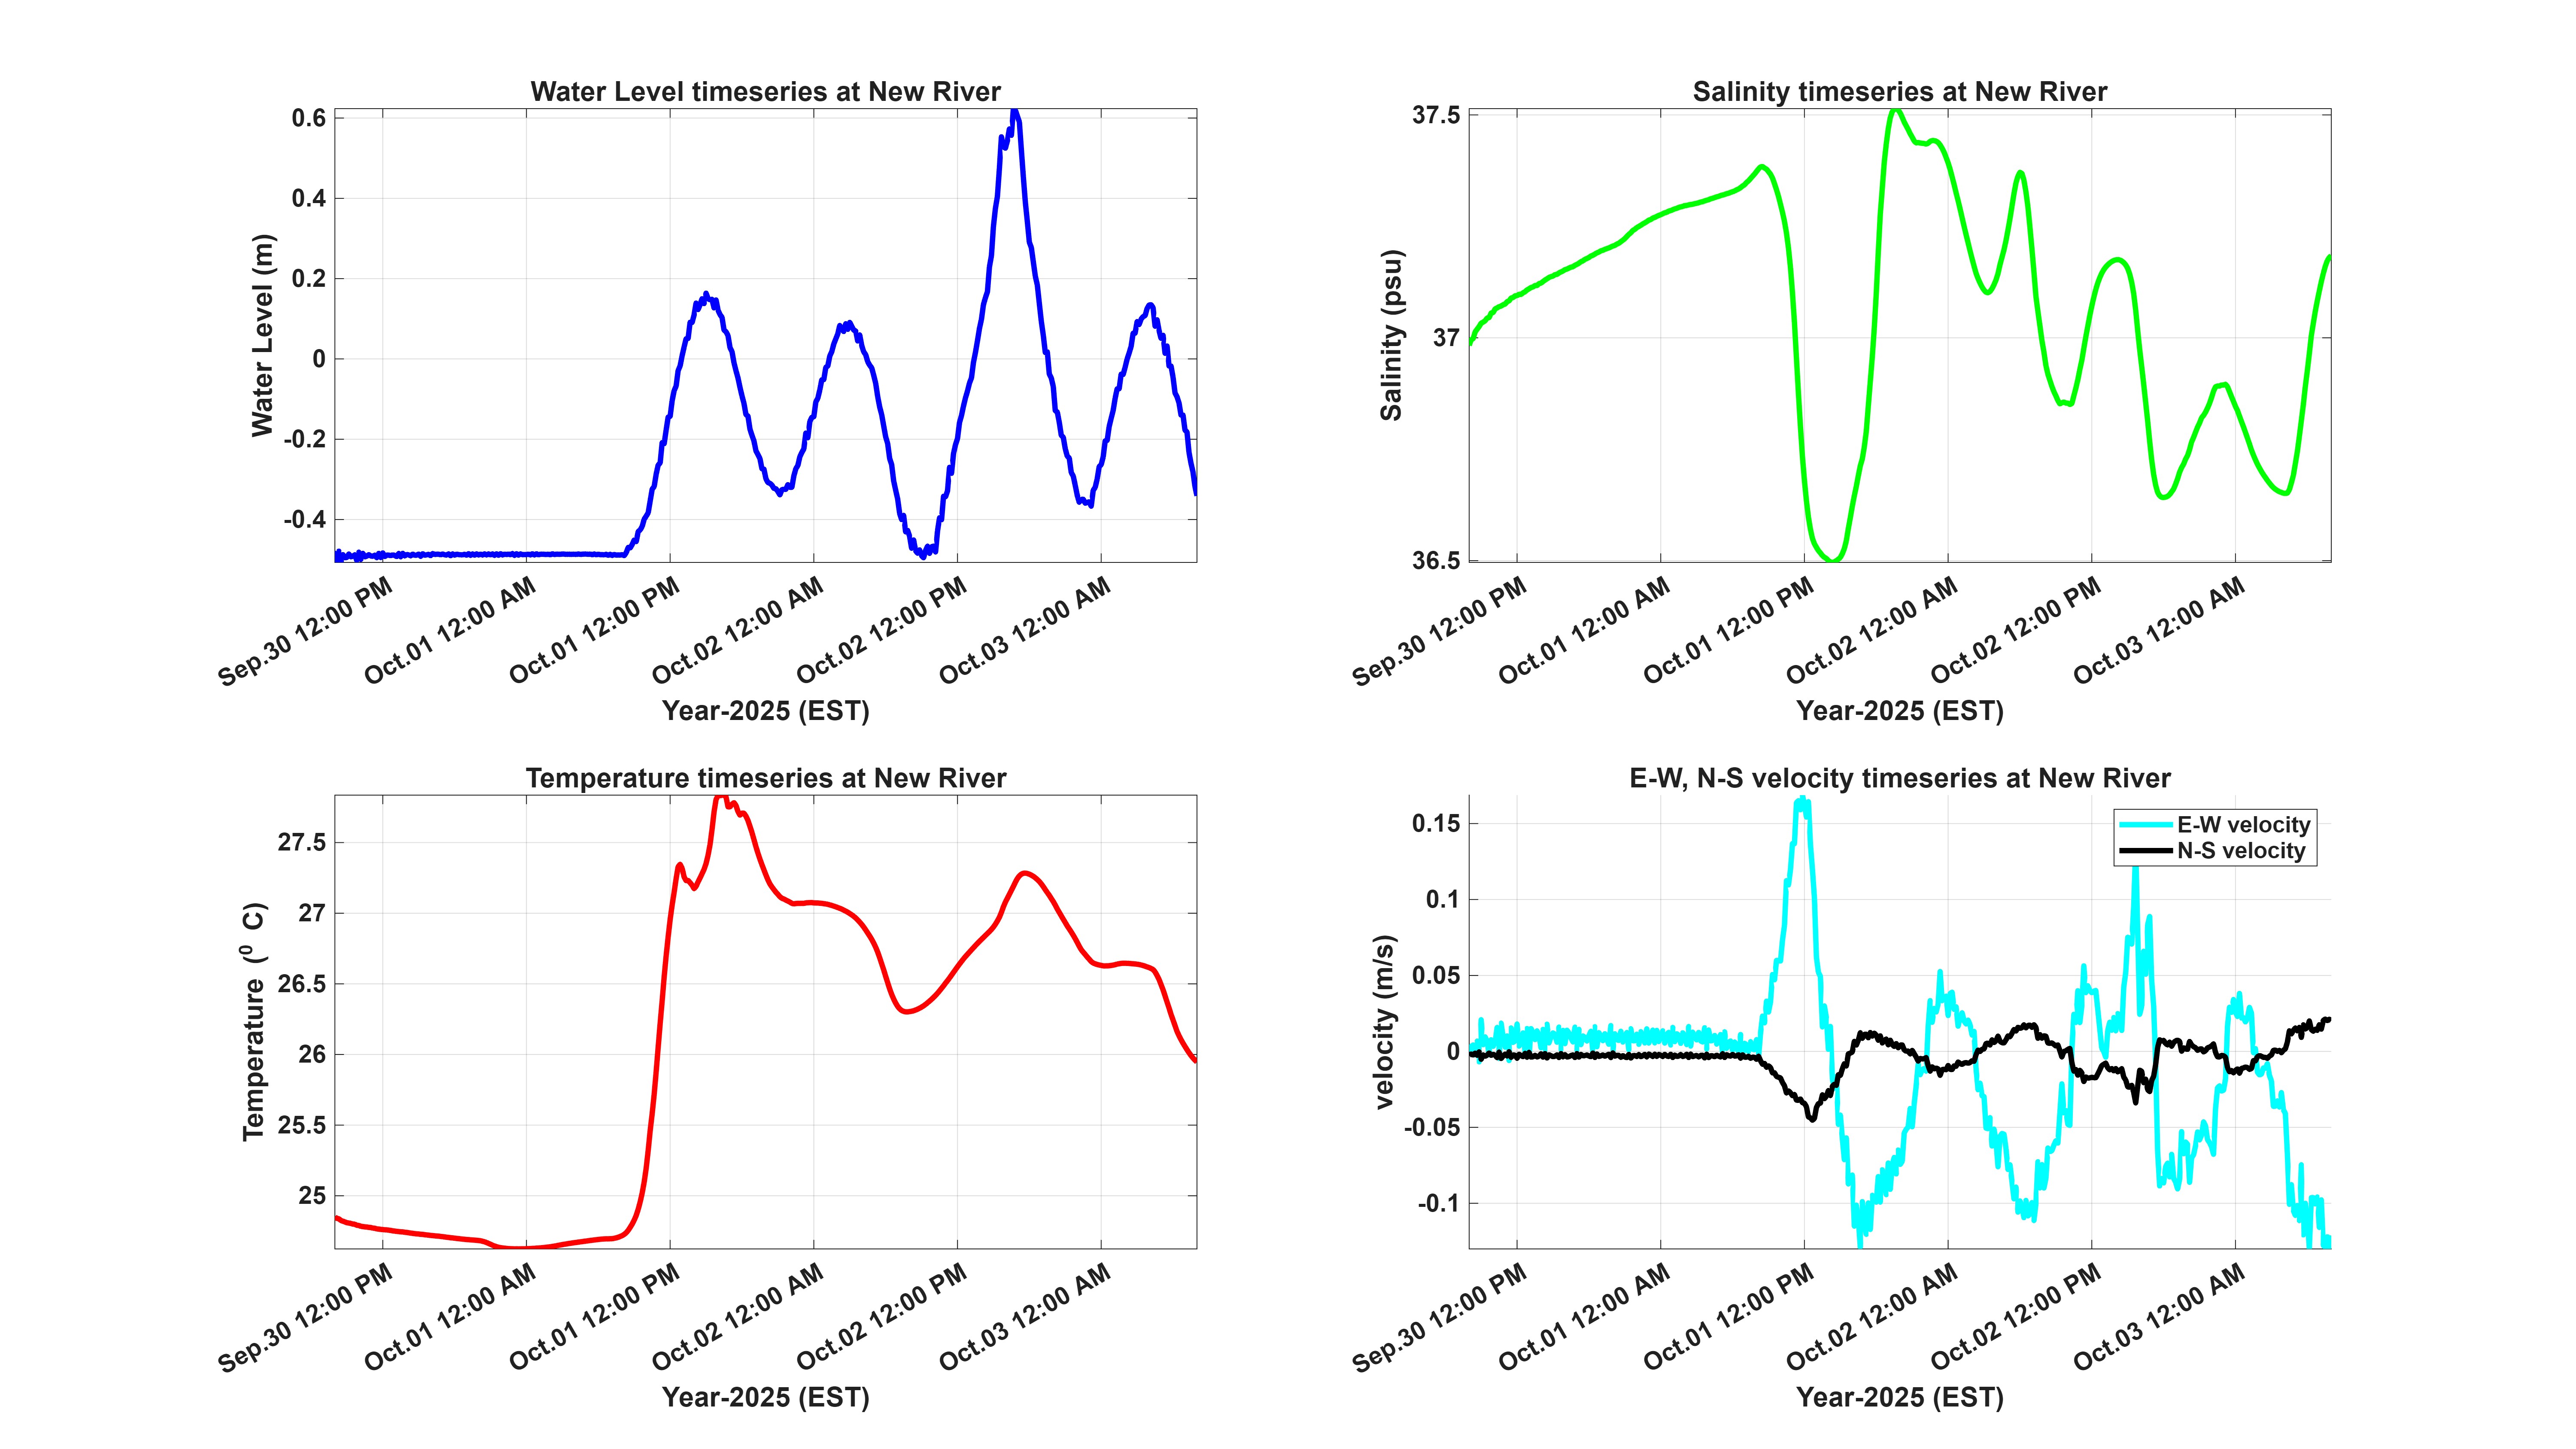 Water Level timeseries at New River
Water Level (m)
0.6
0.4
0.2
0
-0.2
-0.4
Sep.30 12:00 PM
Oct.01 12:00 AM
Oct.01 12:00 PM
Oct.02 12:00 AM
Oct.02 12:00 PM
Oct.03 12:00 AM
Year-2025 (EST)
Salinity timeseries at New River
Salinity (psu)
37.5
37
36.5
Sep.30 12:00 PM
Oct.01 12:00 AM
Oct.01 12:00 PM
Oct.02 12:00 AM
Oct.02 12:00 PM
Oct.03 12:00 AM
Year-2025 (EST)
Temperature timeseries at New River
Temperature (⁰ C)
27.5
27
26.5
26
25.5
25
Sep.30 12:00 PM
Oct.01 12:00 AM
Oct.01 12:00 PM
Oct.02 12:00 AM
Oct.02 12:00 PM
Oct.03 12:00 AM
Year-2025 (EST)
E-W, N-S velocity timeseries at New River
velocity (m/s)
0.15
0.1
0.05
0
-0.05
-0.1
E-W velocity
N-S velocity
Sep.30 12:00 PM
Oct.01 12:00 AM
Oct.01 12:00 PM
Oct.02 12:00 AM
Oct.02 12:00 PM
Oct.03 12:00 AM
Year-2025 (EST)